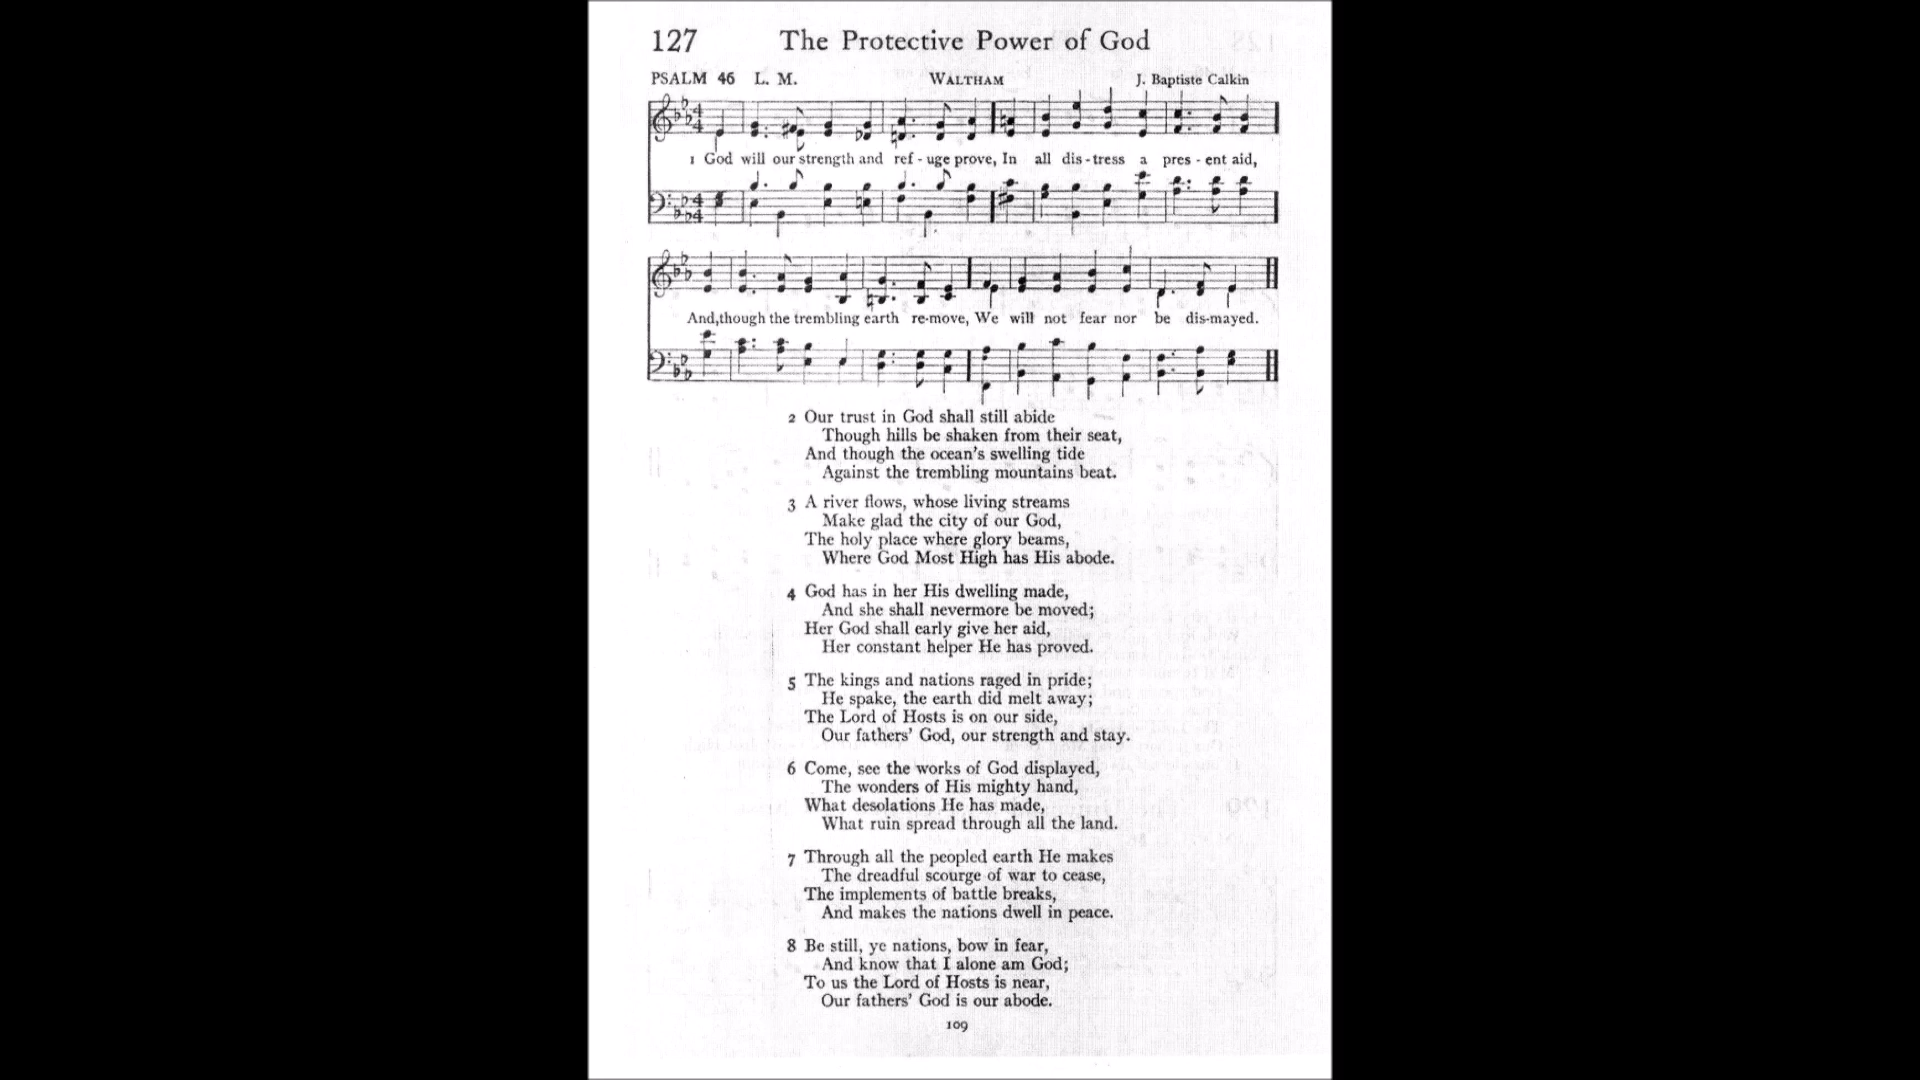 127 The Protective Power of God
PSALM 46 L. M. WALTHAM J. Baptiste Calkin
1 God will our strength and ref - uge prove, In all dis - tress a pres - ent aid,
And, though the trembling earth re-move, We will not fear nor be dis-mayed.
2 Our trust in God shall still abide
Though hills be shaken from their seat,
And though the ocean's swelling tide
Against the trembling mountains beat.
3 A river flows, whose living streams
Make glad the city of our God,
The holy place where glory beams,
Where God Most High has His abode.
4 God has in her His dwelling made,
And she shall nevermore be moved;
Her God shall early give her aid,
Her constant helper He has proved.
5 The kings and nations raged in pride;
He spake, the earth did melt away;
The Lord of Hosts is on our side,
Our fathers' God, our strength and stay.
6 Come, see the works of God displayed,
The wonders of His mighty hand,
What desolations He has made,
What ruin spread through all the land.
7 Through all the peopled earth He makes
The dreadful scourge of war to cease,
The implements of battle breaks,
And makes the nations dwell in peace.
8 Be still, ye nations, bow in fear,
And know that I alone am God;
To us the Lord of Hosts is near,
Our fathers' God is our abode.
109